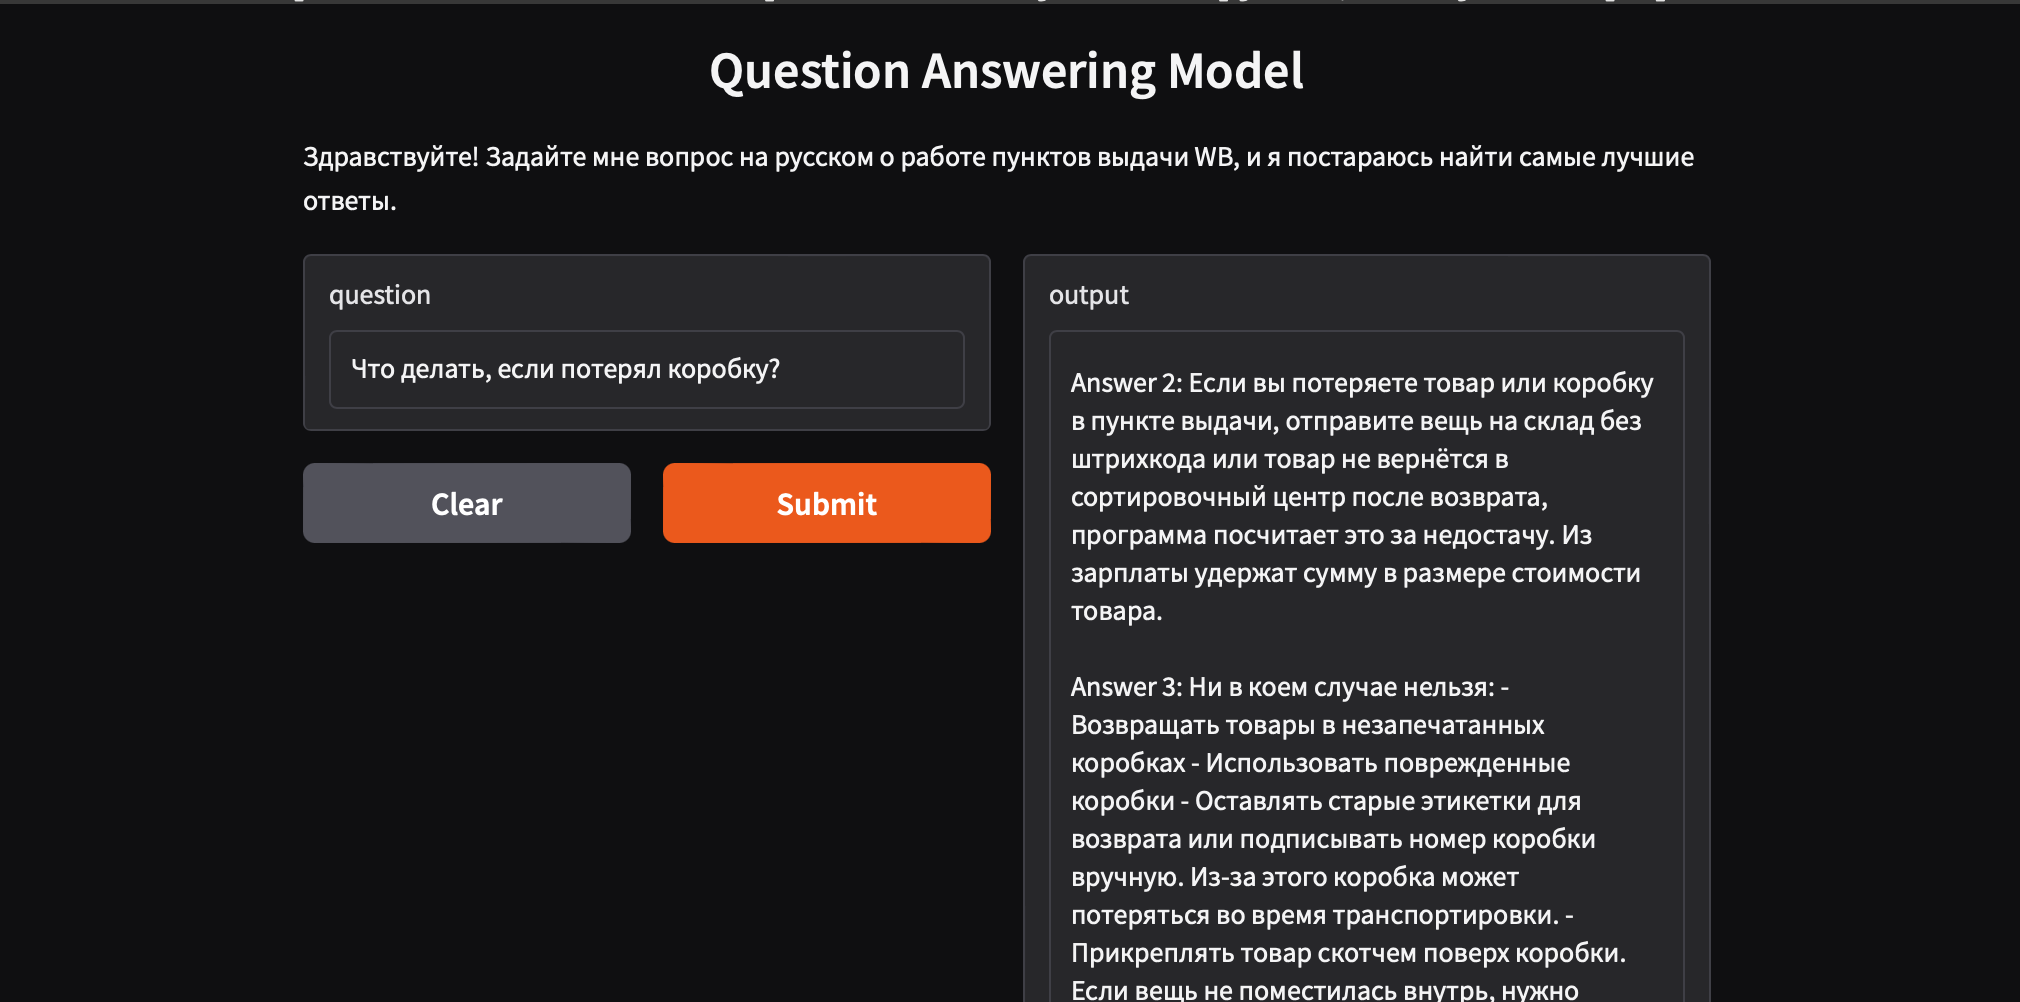 Question Answering Model
Здравствуйте! Задайте мне вопрос на русском о работе пунктов выдачи WB, и я постараюсь найти самые лучшие
ответы.
question
Что делать, если потерял коробку?
Clear
Submit
output
Answer 2: Если вы потеряете товар или коробку
в пункте выдачи, отправите вещь на склад без
штрихкода или товар не вернётся в
сортировочный центр после возврата,
программа посчитает это за недостачу. Из
зарплаты удержат сумму в размере стоимости
товара.
Answer 3: Ни в коем случае нельзя: -
Возвращать товары в незапечатанных
коробках - Использовать поврежденные
коробки - Оставлять старые этикетки для
возврата или подписывать номер коробки
вручную. Из-за этого коробка может
потеряться во время транспортировки. -
Прикреплять товар скотчем поверх коробки.
Если вещь не поместилась внутрь, нужно